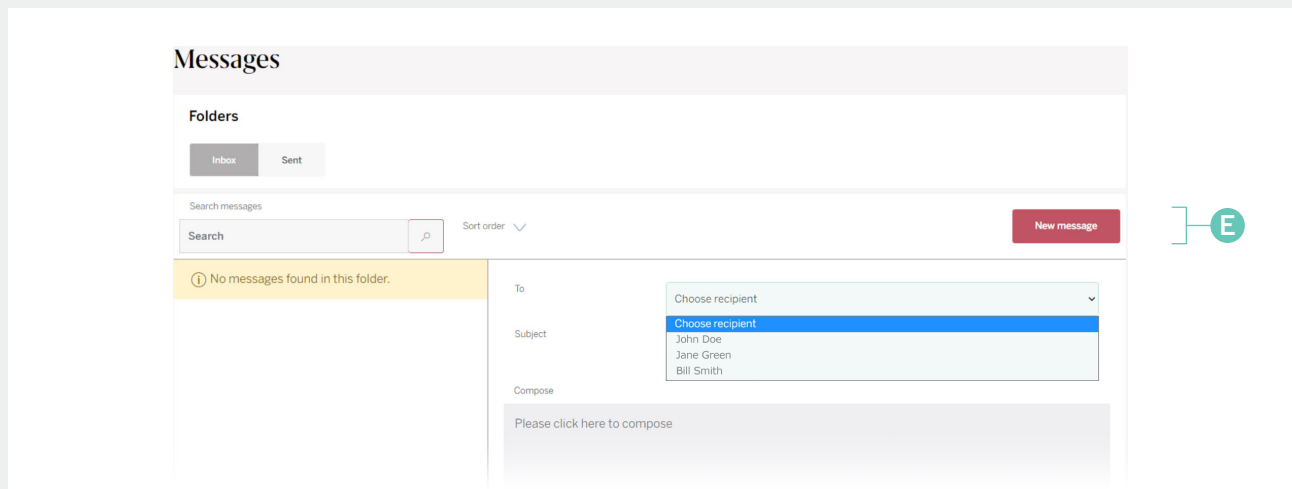 Messages
Folders
Inbox Sent
Search messages
Search
Sort order
New message
E
No messages found in this folder.
To
Choose recipient
Choose recipient
John Doe
Jane Green
Bill Smith
Subject
Compose
Please click here to compose